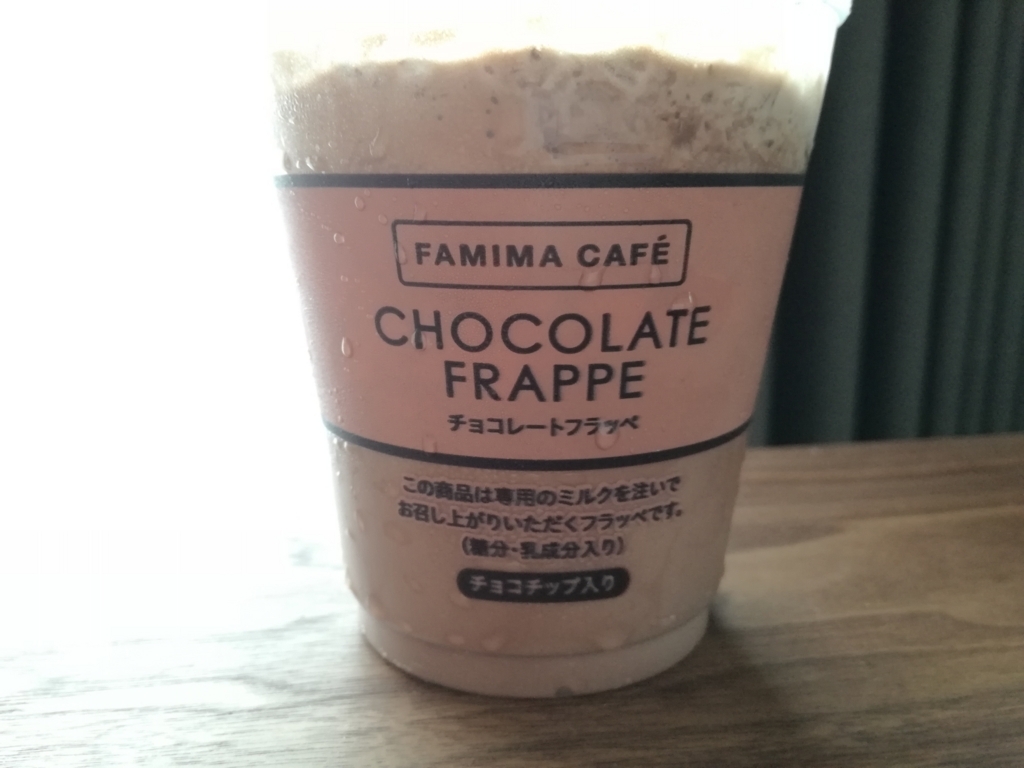 FAMIMA CAFÉ
CHOCOLATE
FRAPPE
チョコレートフラッペ
この商品は専用のミルクを注いで
お召し上がりいただくフラッペです。
(糖分・乳成分入り)
チョコチップ入り